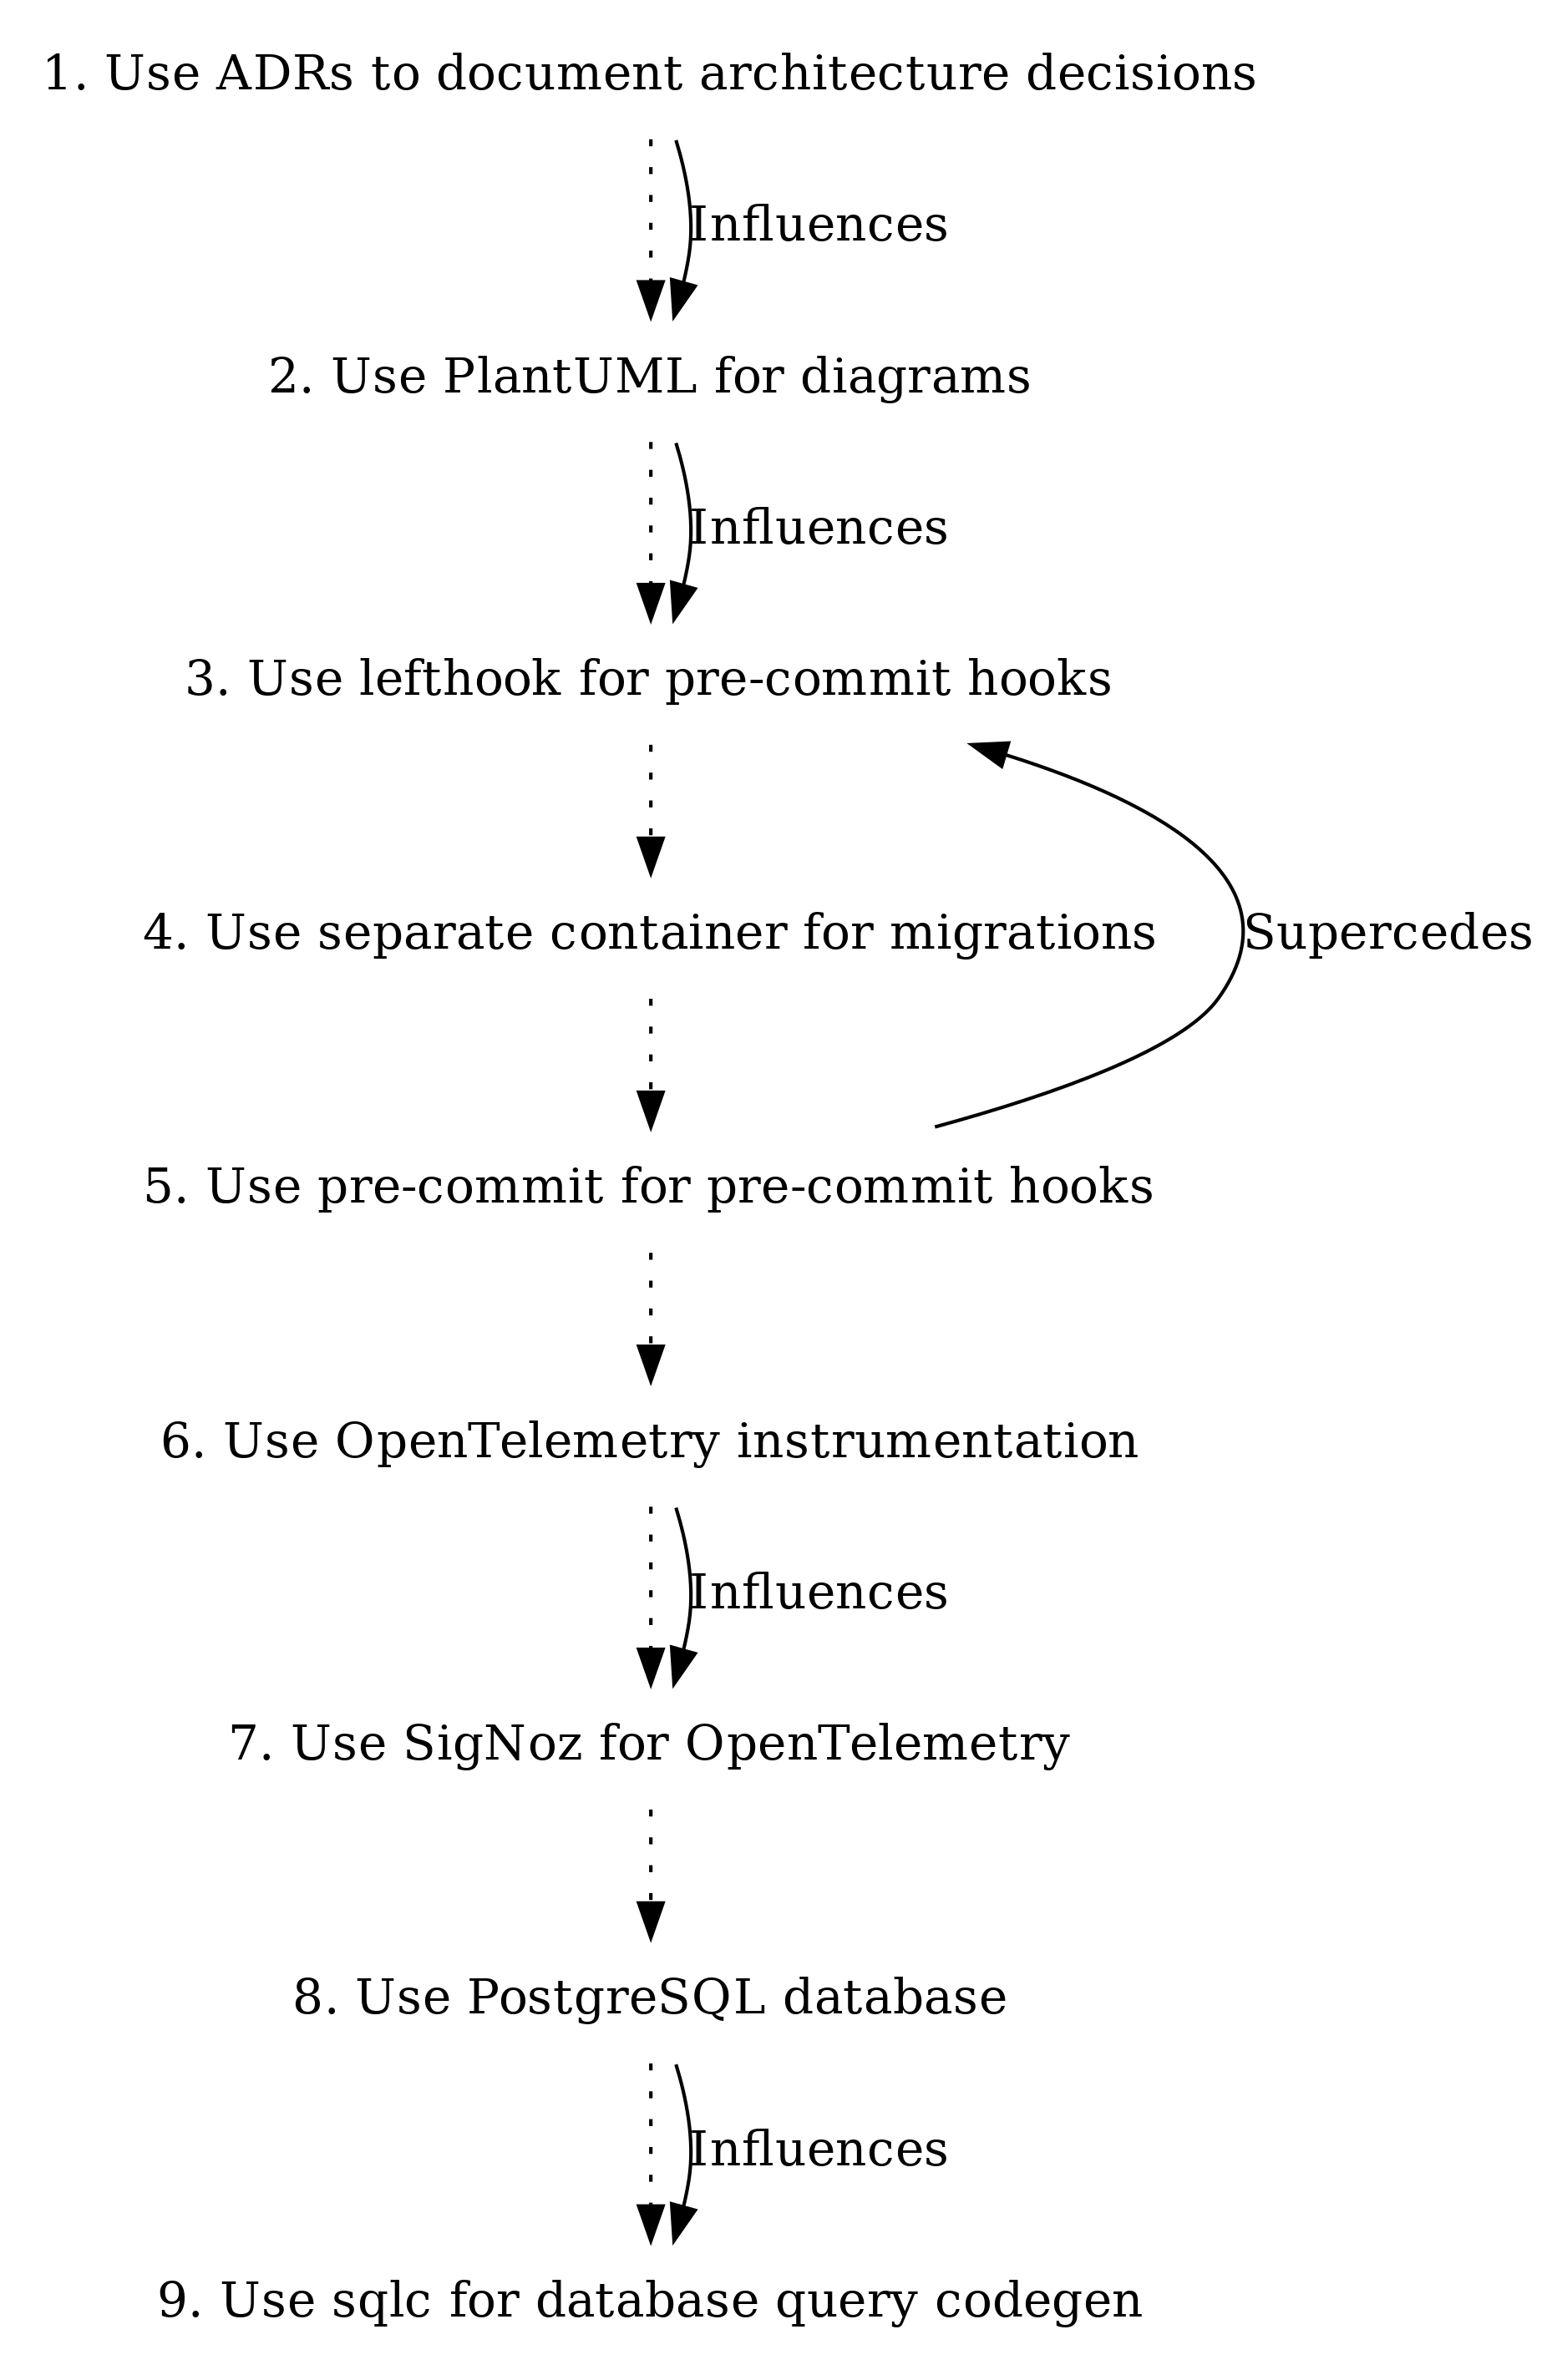 1. Use ADRs to document architecture decisions
Influences
2. Use PlantUML for diagrams
Influences
3. Use lefthook for pre-commit hooks
4. Use separate container for migrations
Supercedes
5. Use pre-commit for pre-commit hooks
6. Use OpenTelemetry instrumentation
Influences
7. Use SigNoz for OpenTelemetry
8. Use PostgreSQL database
Influences
9. Use sqlc for database query codegen